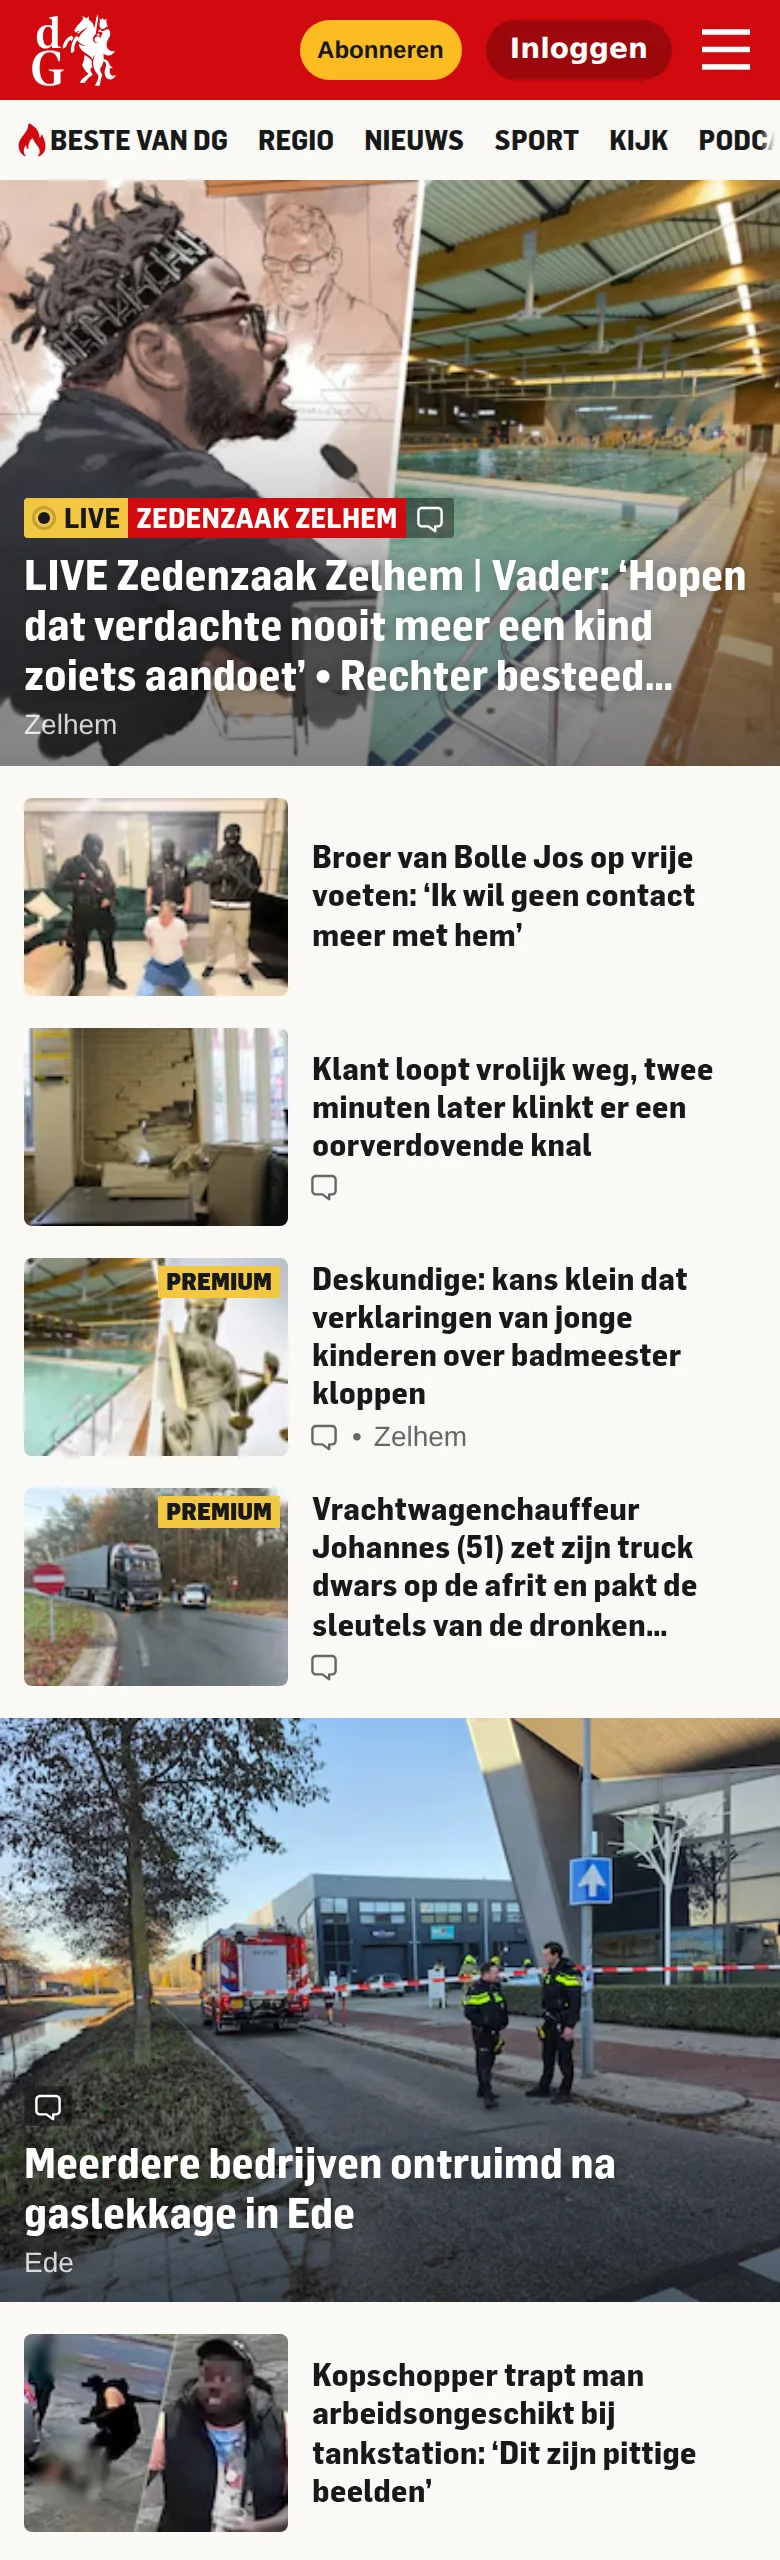 dG
Abonneren
Inloggen
BESTE VAN DG
REGIO
NIEUWS
SPORT
KIJK
PODCA
LIVE
ZEDENZAAK ZELHEM
LIVE Zedenzaak Zelhem | Vader: ‘Hopen
dat verdachte nooit meer een kind
zoiets aandoet’ • Rechter besteed...
Zelhem
Broer van Bolle Jos op vrije
voeten: ‘Ik wil geen contact
meer met hem’
Klant loopt vrolijk weg, twee
minuten later klinkt er een
oorverdovende knal
PREMIUM
Deskundige: kans klein dat
verklaringen van jonge
kinderen over badmeester
kloppen
• Zelhem
PREMIUM
Vrachtwagenchauffeur
Johannes (51) zet zijn truck
dwars op de afrit en pakt de
sleutels van de dronken...
Meerdere bedrijven ontruimd na
gaslekkage in Ede
Ede
Kopschopper trapt man
arbeidsongeschikt bij
tankstation: ‘Dit zijn pittige
beelden’